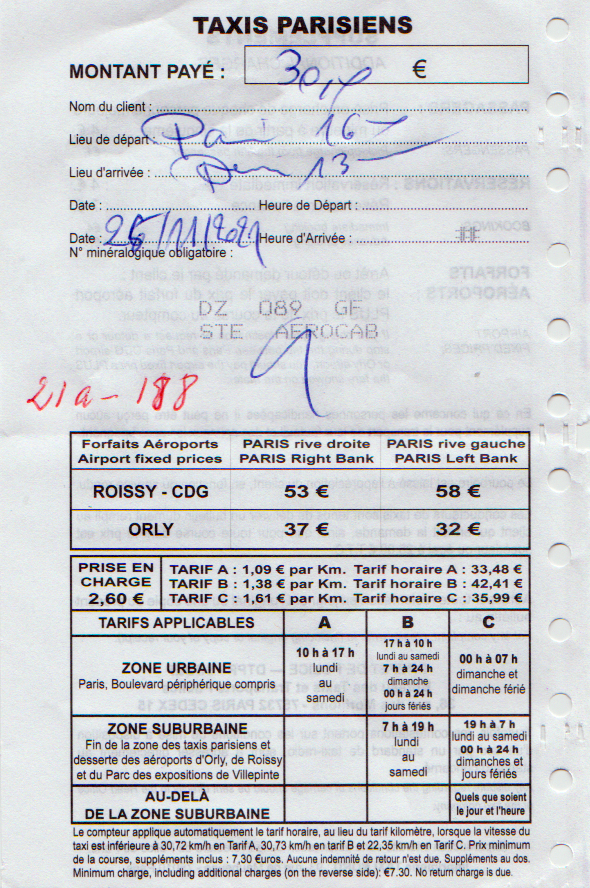 TAXIS PARISIENS
MONTANT PAYÉ : 30, €
Nom du client :
Lieu de départ : 16
Lieu d'arrivée : 13
Date : Heure de Départ :
Date : 25/11/2021 Heure d'Arrivée :
N° minéralogique obligatoire :
DZ 089 GF
STE AEROCAB
21a - 188
Forfaits Aéroports PARIS rive droite PARIS rive gauche
Airport fixed prices PARIS Right Bank PARIS Left Bank
ROISSY - CDG 53 € 58 €
ORLY 37 € 32 €
PRISE EN CHARGE 2,60 €
TARIF A : 1,09 € par Km. Tarif horaire A : 33,48 €
TARIF B : 1,38 € par Km. Tarif horaire B : 42,41 €
TARIF C : 1,61 € par Km. Tarif horaire C : 35,99 €
TARIFS APPLICABLES A B C
ZONE URBAINE
Paris, Boulevard périphérique compris
10 h à 17 h
lundi
au
samedi
17 h à 10 h
lundi au samedi
7 h à 24 h
dimanche
00 h à 24 h
jours fériés
00 h à 07 h
dimanche et
dimanche férié
ZONE SUBURBAINE
Fin de la zone des taxis parisiens et
desserte des aéroports d'Orly, de Roissy
et du Parc des expositions de Villepinte
7 h à 19 h
lundi
au
samedi
19 h à 7 h
lundi au samedi
00 h à 24 h
dimanches et
jours fériés
AU-DELÀ
DE LA ZONE SUBURBAINE
Quels que soient
le jour et l'heure
Le compteur applique automatiquement le tarif horaire, au lieu du tarif kilomètre, lorsque la vitesse du
taxi est inférieure à 30,72 km/h en Tarif A, 30,73 km/h en tarif B et 22,35 km/h en Tarif C. Prix minimum
de la course, suppléments inclus : 7,30 €uros. Aucune indemnité de retour n'est due. Suppléments au dos.
Minimum charge, including additional charges (on the reverse side): €7.30. No return charge is due.